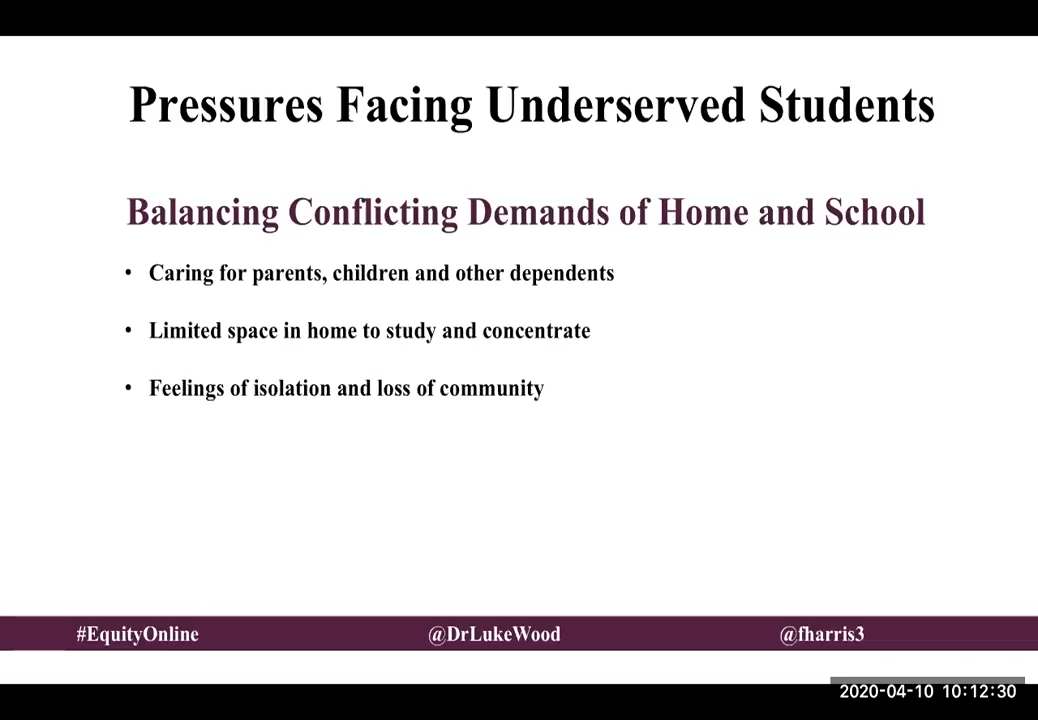 Pressures Facing Underserved Students
Balancing Conflicting Demands of Home and School
• Caring for parents, children and other dependents
• Limited space in home to study and concentrate
• Feelings of isolation and loss of community
#EquityOnline @DrLukeWood @fharris3
2020-04-10 10:12:30